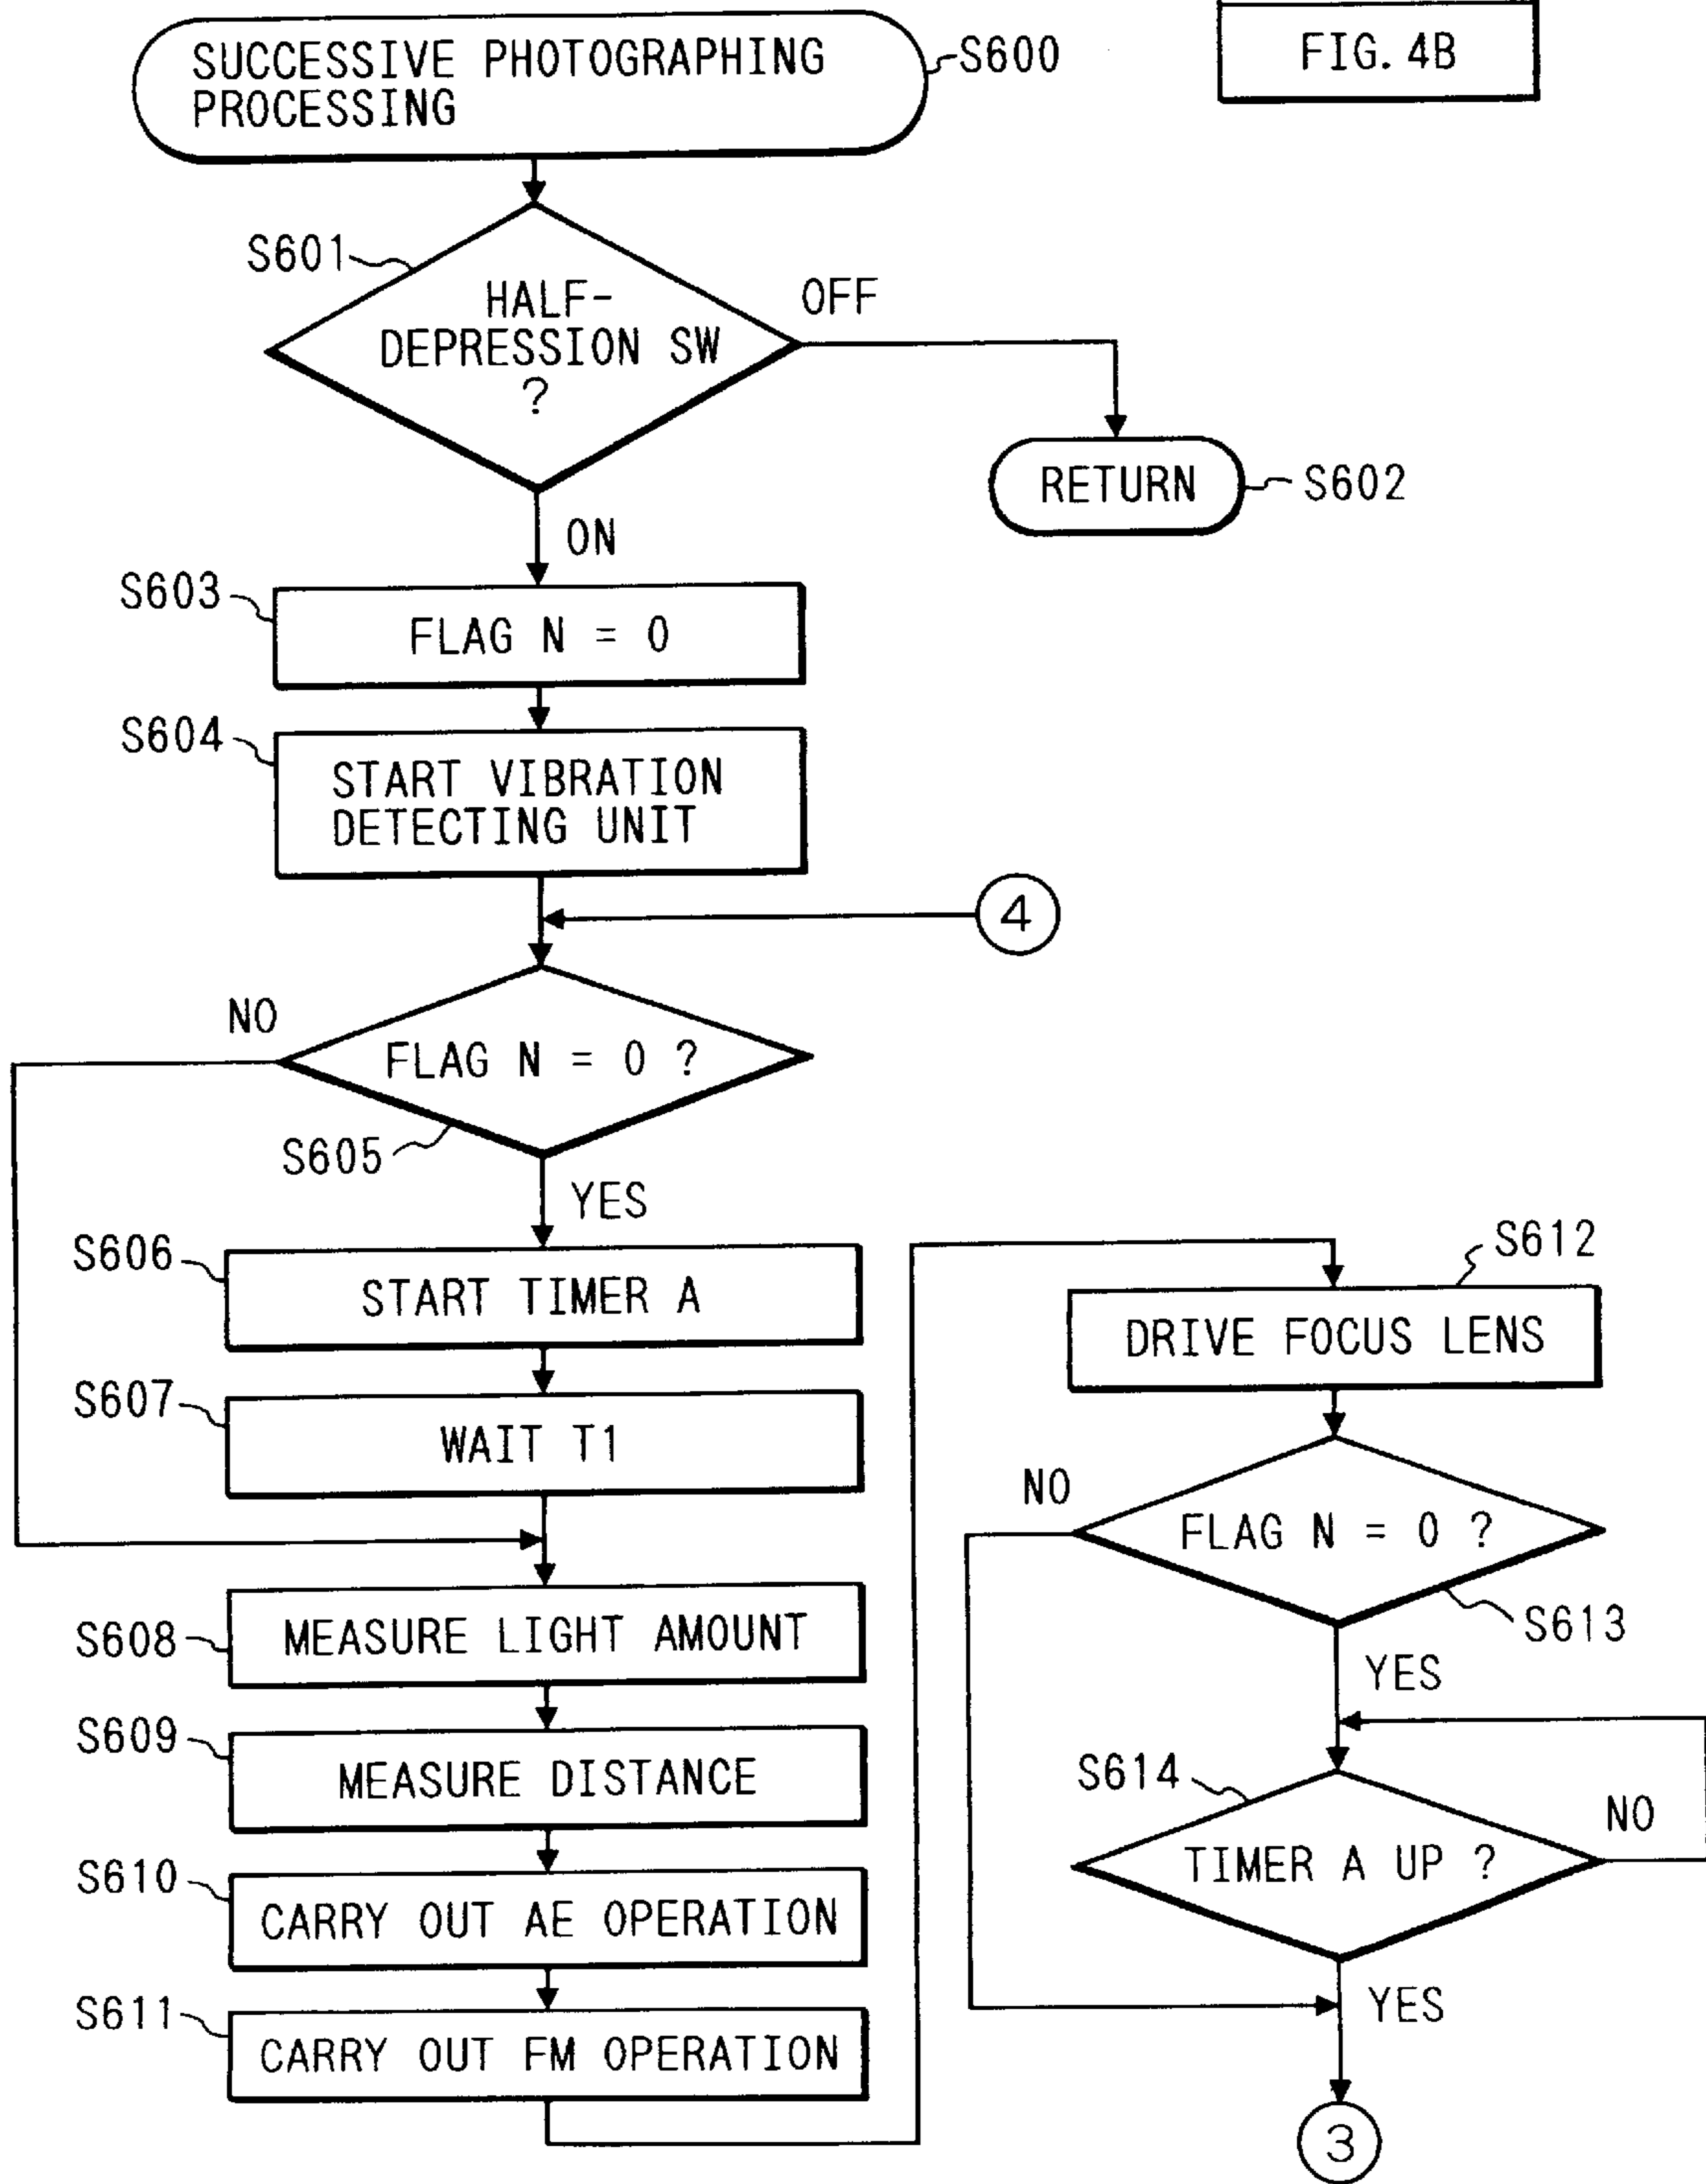 FIG. 4B
SUCCESSIVE PHOTOGRAPHING
PROCESSING
S600
S601
HALF-
DEPRESSION SW
?
OFF
RETURN
S602
ON
S603
FLAG N = 0
S604
START VIBRATION
DETECTING UNIT
4
NO
FLAG N = 0 ?
S605
YES
S606
START TIMER A
S607
WAIT T1
S608
MEASURE LIGHT AMOUNT
S609
MEASURE DISTANCE
S610
CARRY OUT AE OPERATION
S611
CARRY OUT FM OPERATION
S612
DRIVE FOCUS LENS
NO
FLAG N = 0 ?
S613
YES
S614
TIMER A UP ?
NO
YES
3